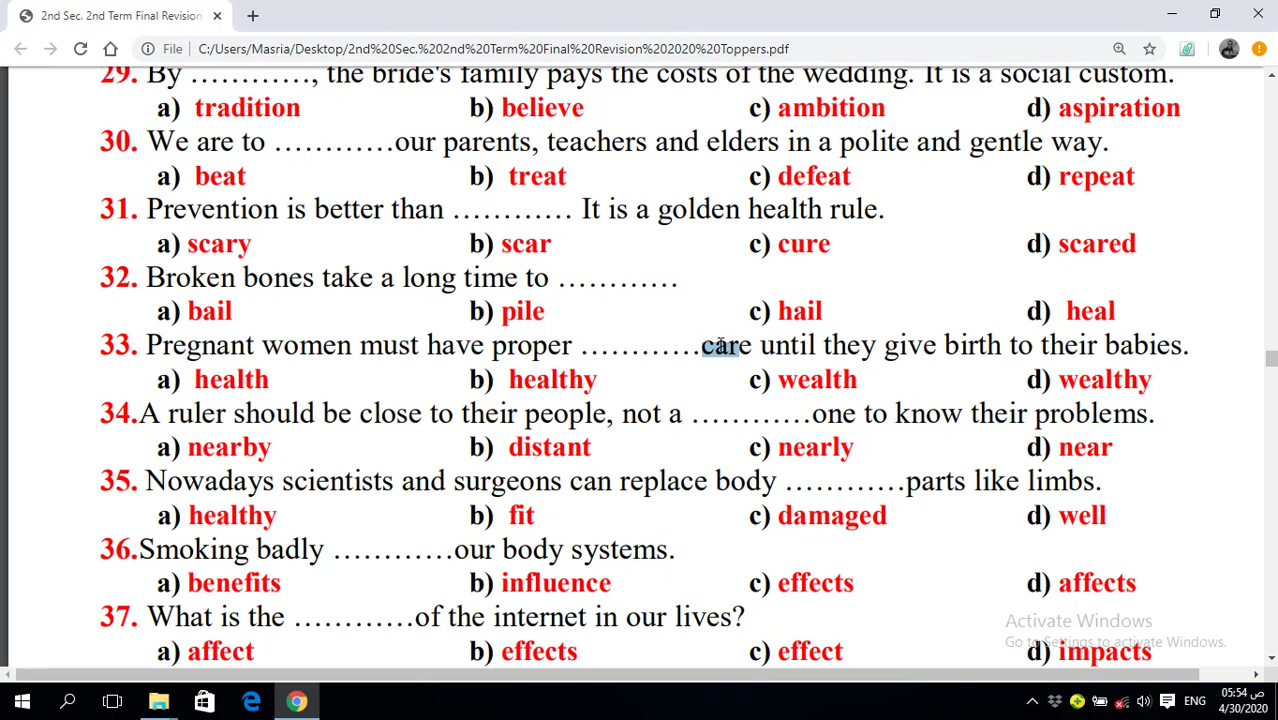 2nd Sec. 2nd Term Final Revision
File C:/Users/Masria/Desktop/2nd%20Sec.%202nd%20Term%20Final%20Revision%202020%20Toppers.pdf
29. By …………, the bride's family pays the costs of the wedding. It is a social custom.
a) tradition b) believe c) ambition d) aspiration
30. We are to …………our parents, teachers and elders in a polite and gentle way.
a) beat b) treat c) defeat d) repeat
31. Prevention is better than ………… It is a golden health rule.
a) scary b) scar c) cure d) scared
32. Broken bones take a long time to …………
a) bail b) pile c) hail d) heal
33. Pregnant women must have proper …………care until they give birth to their babies.
a) health b) healthy c) wealth d) wealthy
34.A ruler should be close to their people, not a …………one to know their problems.
a) nearby b) distant c) nearly d) near
35. Nowadays scientists and surgeons can replace body …………parts like limbs.
a) healthy b) fit c) damaged d) well
36.Smoking badly …………our body systems.
a) benefits b) influence c) effects d) affects
37. What is the …………of the internet in our lives?
a) affect b) effects c) effect d) impacts
Activate Windows
Go to Settings to activate Windows.
ENG
05:54 ص
4/30/2020